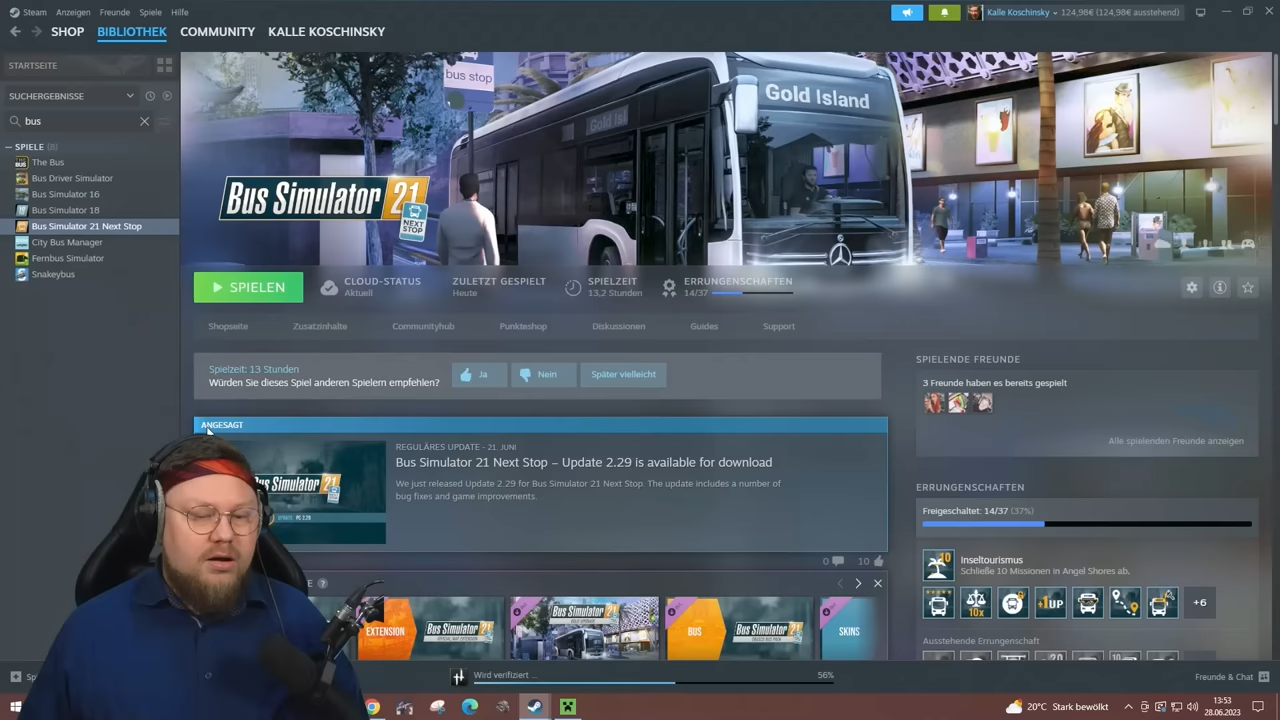 Steam Anzeigen Freunde Spiele Hilfe
Kalle Koschinsky
124,98€ (124,98€ ausstehend)
SHOP BIBLIOTHEK COMMUNITY KALLE KOSCHINSKY
STARTSEITE
SUCHERGEBNISSE
bus
SPIELE (8)
The Bus
Bus Driver Simulator
Bus Simulator 16
Bus Simulator 18
Bus Simulator 21 Next Stop
City Bus Manager
Fernbus Simulator
Snakeybus
bus stop
Gold Island
Bus Simulator 21
NEXT STOP
SPIELEN
CLOUD-STATUS
Aktuell
ZULETZT GESPIELT
Heute
SPIELZEIT
13,2 Stunden
ERRUNGENSCHAFTEN
14/37
Shopseite Zusatzinhalte Communityhub Punkteshop Diskussionen Guides Support
Spielzeit: 13 Stunden
Würden Sie dieses Spiel anderen Spielern empfehlen?
Ja
Nein
Später vielleicht
ANGESAGT
REGULÄRES UPDATE - 21. JUNI
Bus Simulator 21 Next Stop – Update 2.29 is available for download
We just released Update 2.29 for Bus Simulator 21 Next Stop. The update includes a number of
bug fixes and game improvements.
0
10
EXTENSION
Bus Simulator 21
Bus Simulator 21
BUS
Bus Simulator 21
SKINS
SPIELENDE FREUNDE
3 Freunde haben es bereits gespielt
Alle spielenden Freunde anzeigen
ERRUNGENSCHAFTEN
Freigeschaltet: 14/37 (37%)
Inseltourismus
Schließe 10 Missionen in Angel Shores ab.
+6
Ausstehende Errungenschaft
Wird verifiziert ...
56%
Freunde & Chat
20°C Stark bewölkt
13:53
28.06.2023